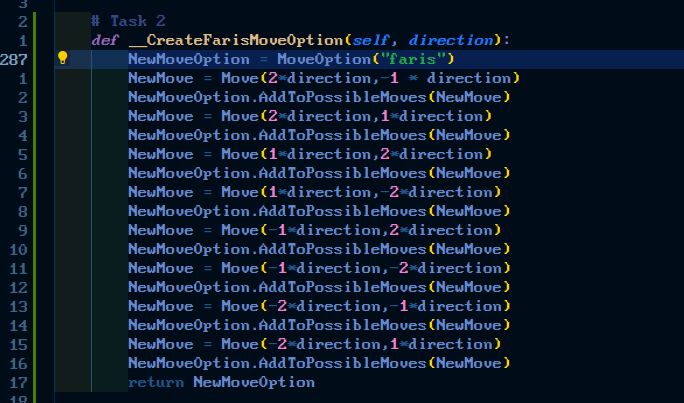 3
2 # Task 2
1 def __CreateFarisMoveOption(self, direction):
287 NewMoveOption = MoveOption("faris")
1 NewMove = Move(2*direction,-1 * direction)
2 NewMoveOption.AddToPossibleMoves(NewMove)
3 NewMove = Move(2*direction,1*direction)
4 NewMoveOption.AddToPossibleMoves(NewMove)
5 NewMove = Move(1*direction,2*direction)
6 NewMoveOption.AddToPossibleMoves(NewMove)
7 NewMove = Move(1*direction,-2*direction)
8 NewMoveOption.AddToPossibleMoves(NewMove)
9 NewMove = Move(-1*direction,2*direction)
10 NewMoveOption.AddToPossibleMoves(NewMove)
11 NewMove = Move(-1*direction,-2*direction)
12 NewMoveOption.AddToPossibleMoves(NewMove)
13 NewMove = Move(-2*direction,-1*direction)
14 NewMoveOption.AddToPossibleMoves(NewMove)
15 NewMove = Move(-2*direction,1*direction)
16 NewMoveOption.AddToPossibleMoves(NewMove)
17 return NewMoveOption
18